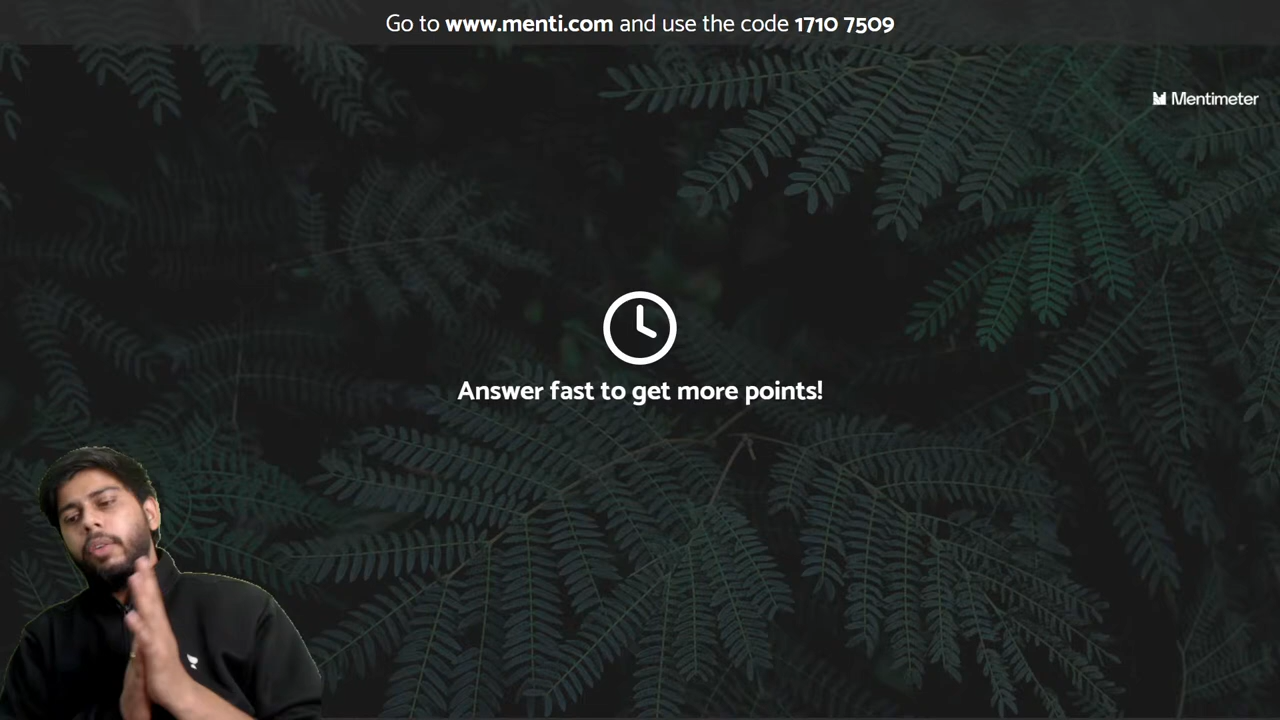 Go to www.menti.com and use the code 1710 7509
Mentimeter
Answer fast to get more points!